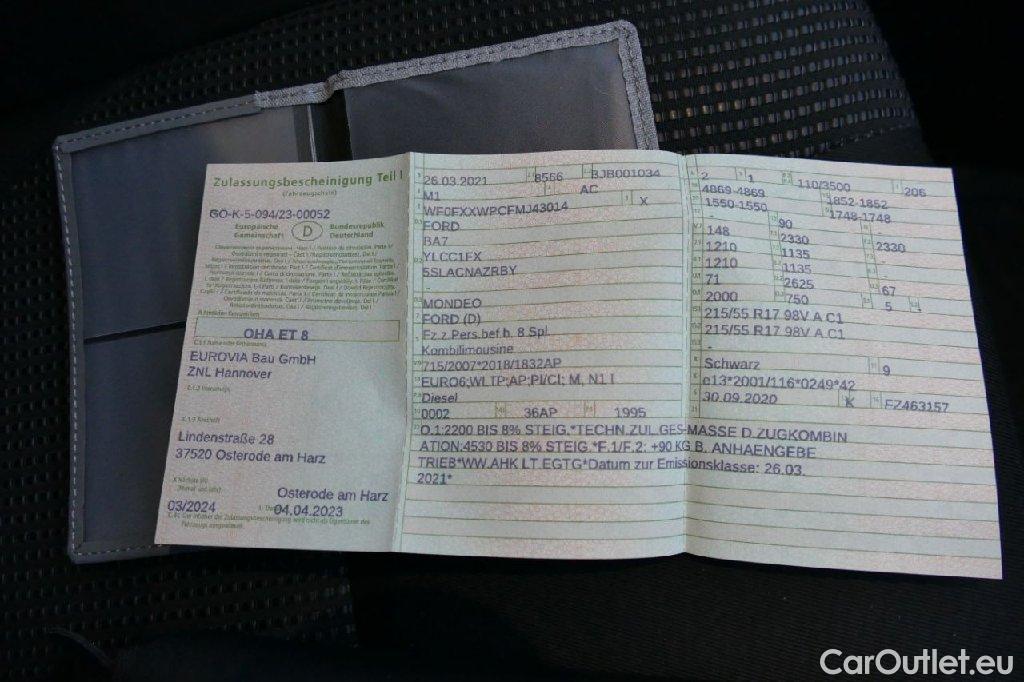 Zulassungsbescheinigung Teil I
(Fahrzeugschein)
GÖ-K-5-094/23-00052
Europäische
Gemeinschaft
D
Bundesrepublik
Deutschland
OHA ET 8
EUROVIA Bau GmbH
ZNL Hannover
Lindenstraße 28
37520 Osterode am Harz
Osterode am Harz
03/2024
04.04.2023
26.03.2021 8566 BJB001034
M1 AC
WF0FXXWPCFMJ43014 X
FORD
BA7
YLCC1FX
5SLACNAZRBY
-
MONDEO
FORD (D)
Fz.z.Pers.bef.b. 8 Spl.
Kombilimousine
715/2007*2018/1832AP
EURO6;WLTP;AP;PI/CI; M, N1 I
Diesel
0002 36AP 1995
2 1 110/3500 206
4869-4869 1852-1852
1550-1550 1748-1748
- 90
148 2330 2330
1210 1135 -
1210 1135 -
71 2625 67
2000 750 5 -
215/55 R17 98V A C1
215/55 R17 98V A C1
-
Schwarz 9
e13*2001/116*0249*42
30.09.2020 K FZ463157
O.1:2200 BIS 8% STEIG.*TECHN.ZUL.GES-MASSE D.ZUGKOMBIN
ATION:4530 BIS 8% STEIG.*F.1/F.2: +90 KG B. ANHAENGEBE
TRIEB*WW.AHK LT.EGTG*Datum zur Emissionsklasse: 26.03.
2021*
CarOutlet.eu